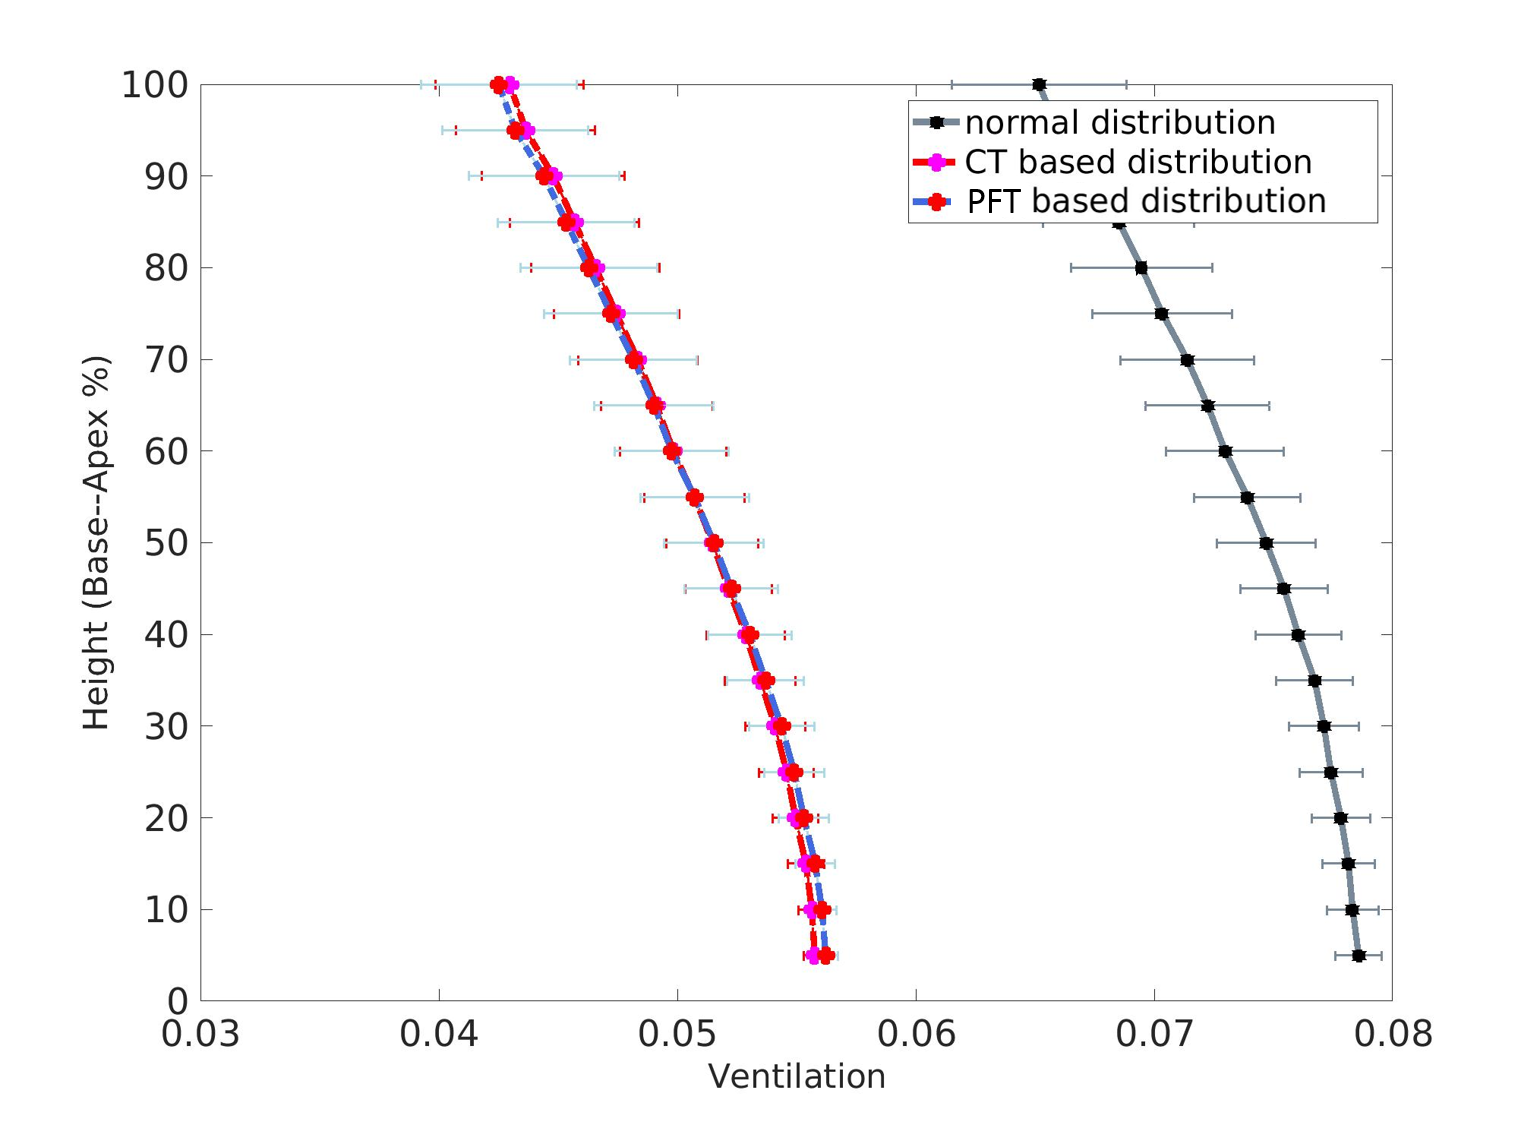 100
90
80
70
60
50
40
30
20
10
0
0.03 0.04 0.05 0.06 0.07 0.08
Ventilation
Height (Base--Apex %)
normal distribution
CT based distribution
PFT based distribution